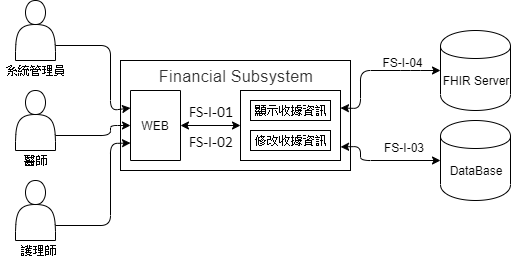 系統管理員
醫師
護理師
Financial Subsystem
WEB
FS-I-01
FS-I-02
顯示收據資訊
修改收據資訊
FS-I-04
FHIR Server
FS-I-03
DataBase